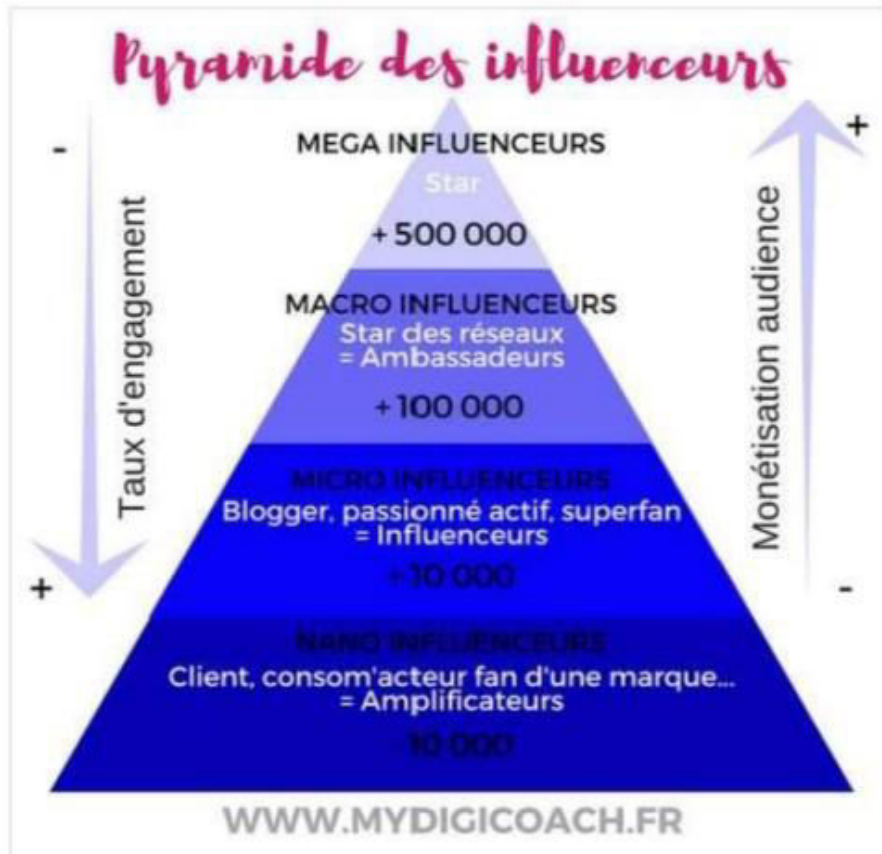 Pyramide des influenceurs
-
+
MEGA INFLUENCEURS
Star
+ 500 000
Taux d'engagement
Monétisation audience
MACRO INFLUENCEURS
Star des réseaux
= Ambassadeurs
+ 100 000
MICRO INFLUENCEURS
Blogger, passionné actif, superfan
= Influenceurs
+ 10 000
+
-
NANO INFLUENCEURS
Client, consom'acteur fan d'une marque...
= Amplificateurs
- 10 000
WWW.MYDIGICOACH.FR